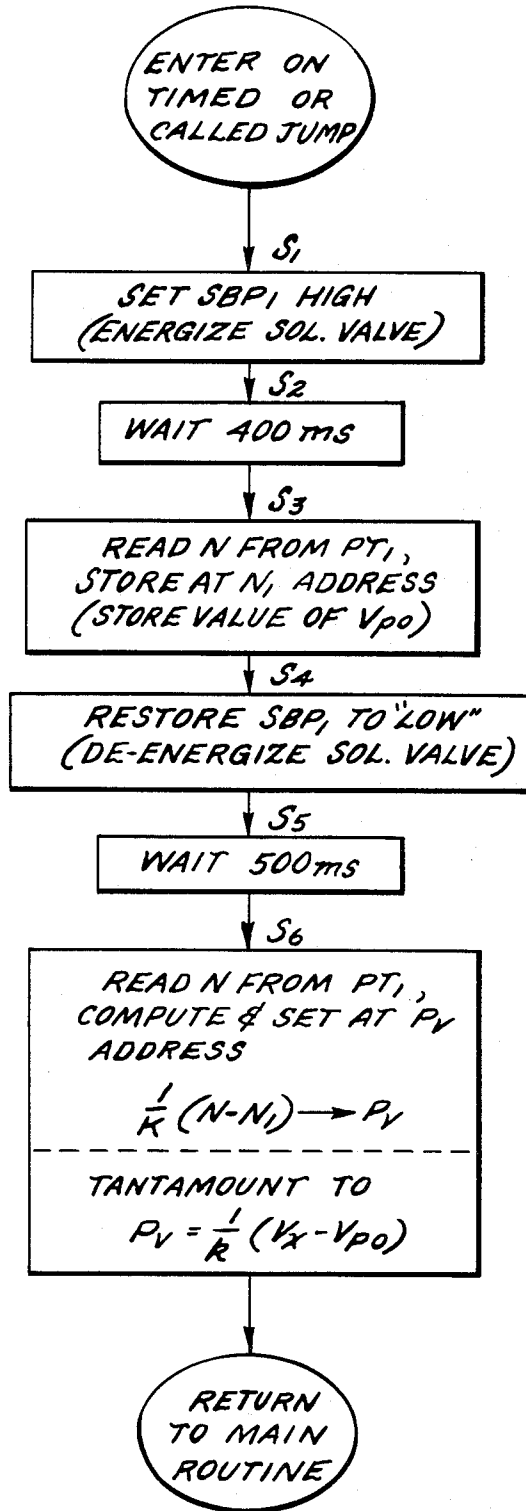 ENTER ON
TIMED OR
CALLED JUMP
S1
SET SBP1 HIGH
(ENERGIZE SOL. VALVE)
S2
WAIT 400 ms
S3
READ N FROM PT1,
STORE AT N1 ADDRESS
(STORE VALUE OF VPO)
S4
RESTORE SBP1 TO "LOW"
(DE-ENERGIZE SOL. VALVE)
S5
WAIT 500 ms
S6
READ N FROM PT1,
COMPUTE & SET AT PV
ADDRESS
1/K (N-N1) → PV
TANTAMOUNT TO
PV = 1/k (VX - VPO)
RETURN
TO MAIN
ROUTINE